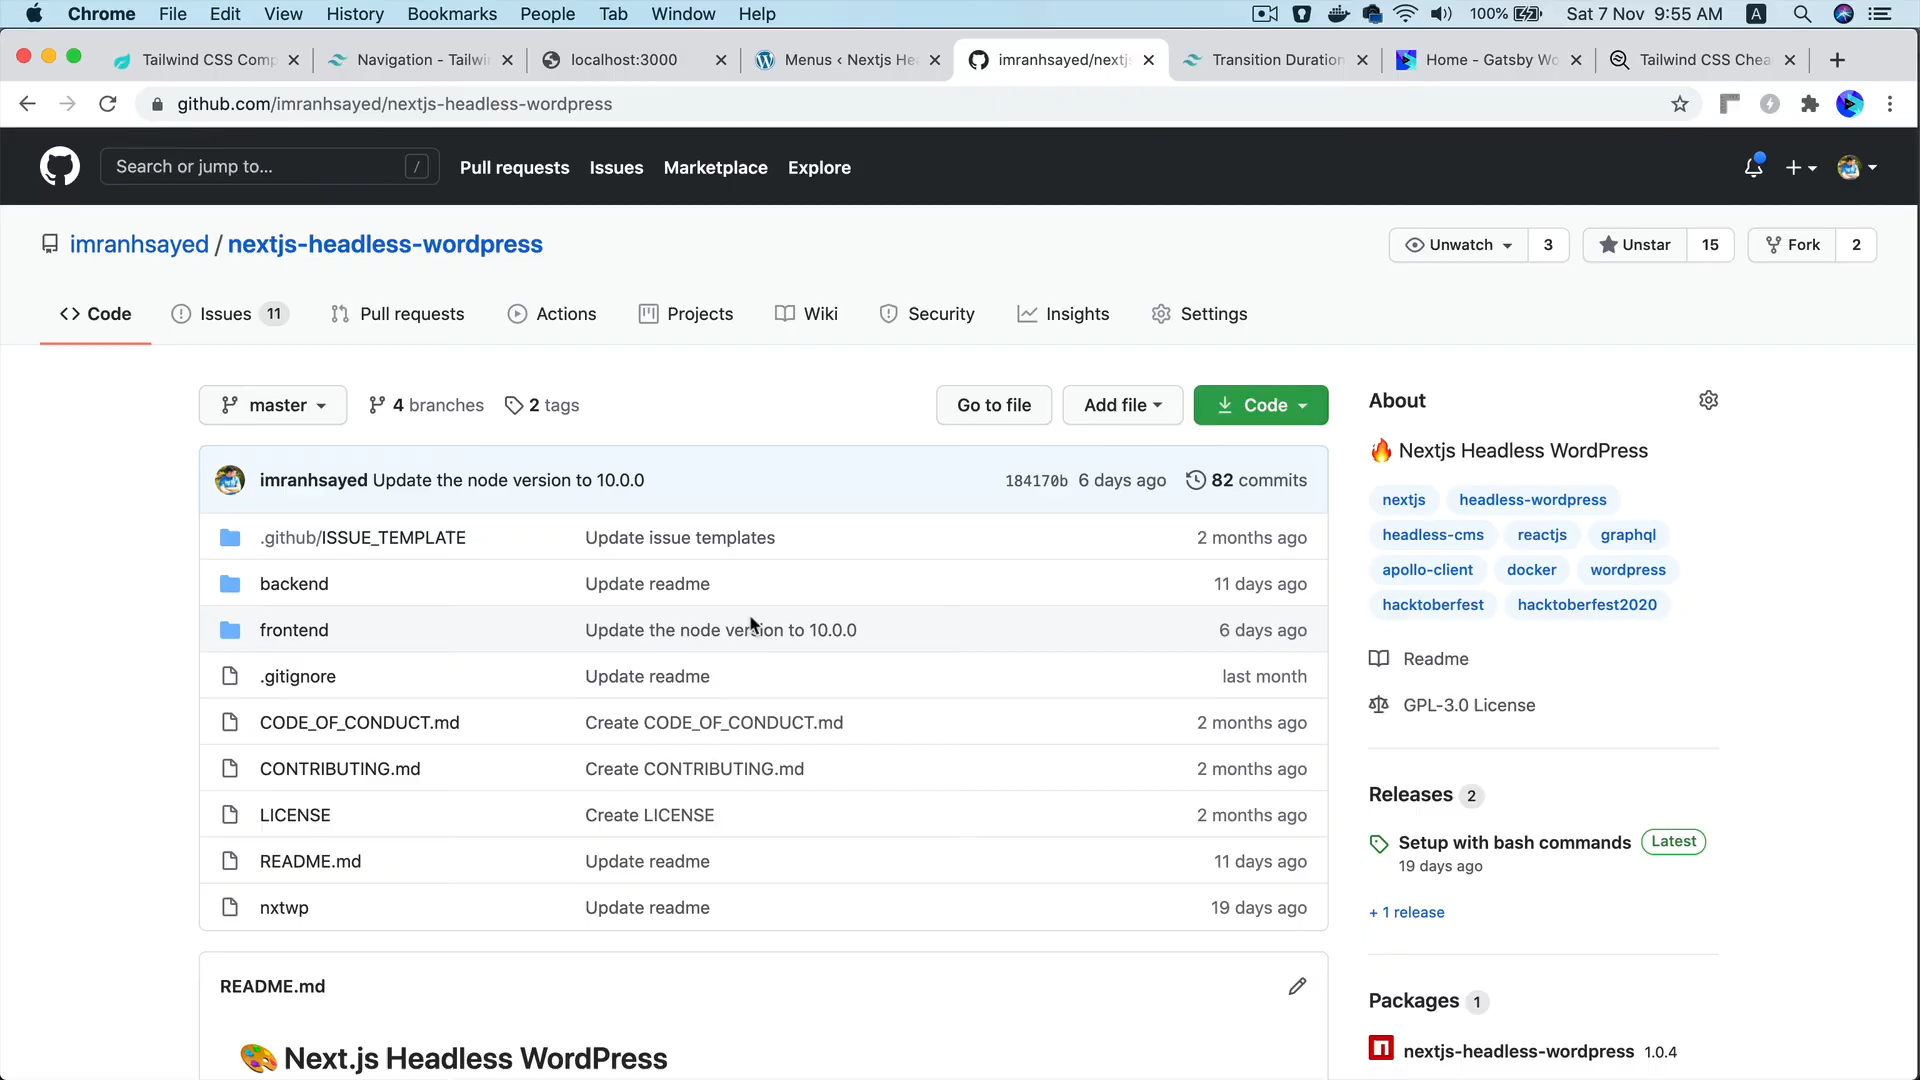 Chrome File Edit View History Bookmarks People Tab Window Help 100% Sat 7 Nov 9:55 AM A
Tailwind CSS Comp Navigation - Tailwi localhost:3000 Menus ‹ Nextjs He imranhsayed/nextj Transition Duration Home - Gatsby Wo Tailwind CSS Chea
github.com/imranhsayed/nextjs-headless-wordpress
Search or jump to... / Pull requests Issues Marketplace Explore
imranhsayed / nextjs-headless-wordpress Unwatch 3 Unstar 15 Fork 2
Code Issues 11 Pull requests Actions Projects Wiki Security Insights Settings
master 4 branches 2 tags Go to file Add file Code
imranhsayed Update the node version to 10.0.0 184170b 6 days ago 82 commits
.github/ISSUE_TEMPLATE Update issue templates 2 months ago
backend Update readme 11 days ago
frontend Update the node version to 10.0.0 6 days ago
.gitignore Update readme last month
CODE_OF_CONDUCT.md Create CODE_OF_CONDUCT.md 2 months ago
CONTRIBUTING.md Create CONTRIBUTING.md 2 months ago
LICENSE Create LICENSE 2 months ago
README.md Update readme 11 days ago
nxtwp Update readme 19 days ago
README.md
Next.js Headless WordPress
About
Nextjs Headless WordPress
nextjs headless-wordpress
headless-cms reactjs graphql
apollo-client docker wordpress
hacktoberfest hacktoberfest2020
Readme
GPL-3.0 License
Releases 2
Setup with bash commands Latest
19 days ago
+ 1 release
Packages 1
nextjs-headless-wordpress 1.0.4